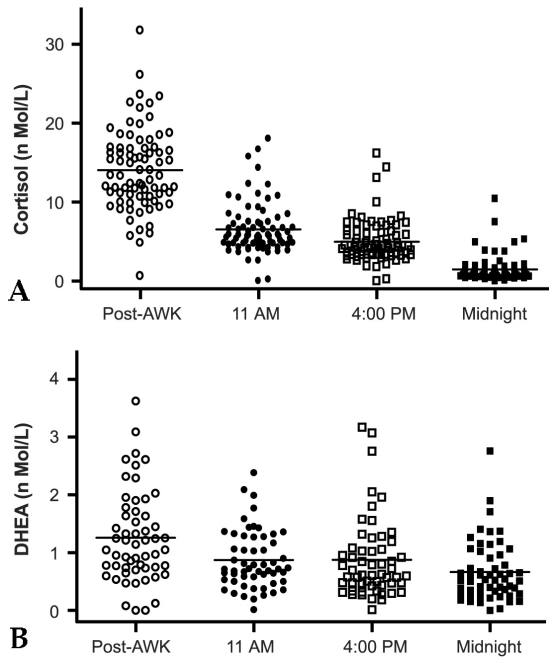 30
20
10
0
Cortisol (n Mol/L)
A
Post-AWK 11 AM 4:00 PM Midnight
4
3
2
1
0
DHEA (n Mol/L)
B
Post-AWK 11 AM 4:00 PM Midnight